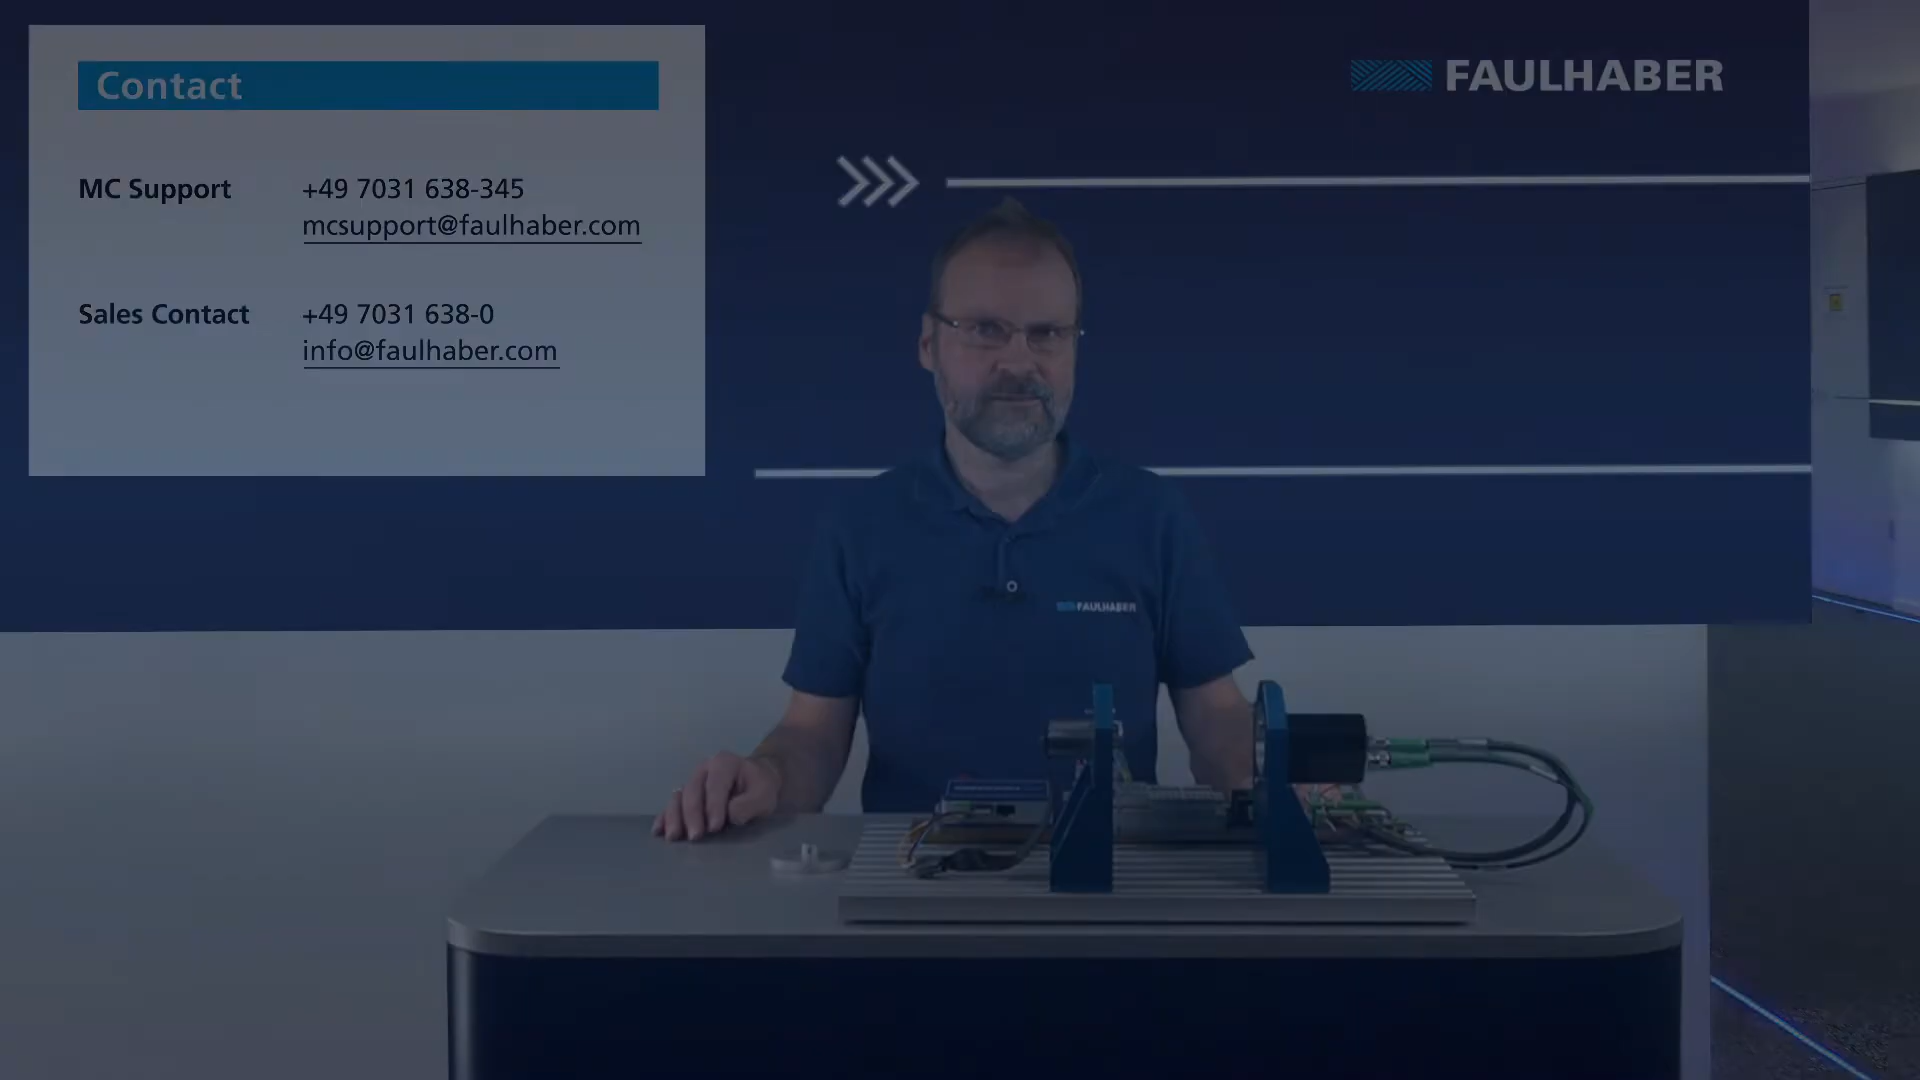 Contact
FAULHABER
MC Support +49 7031 638-345
mcsupport@faulhaber.com
Sales Contact +49 7031 638-0
info@faulhaber.com
FAULHABER